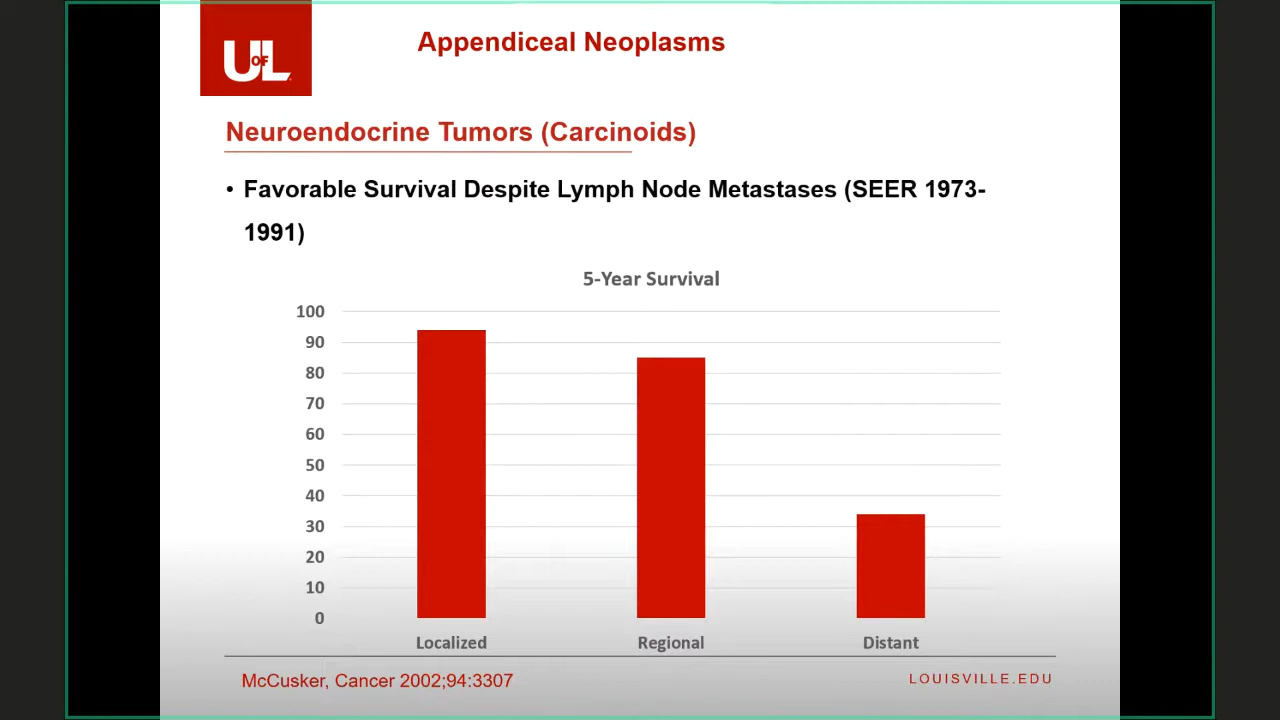 UofL
Appendiceal Neoplasms
Neuroendocrine Tumors (Carcinoids)
• Favorable Survival Despite Lymph Node Metastases (SEER 1973-
1991)
5-Year Survival
100
90
80
70
60
50
40
30
20
10
0
Localized Regional Distant
McCusker, Cancer 2002;94:3307
LOUISVILLE.EDU